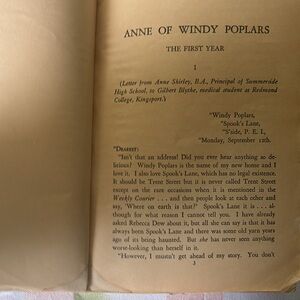 ANNE OF WINDY POPLARS
THE FIRST YEAR
I
(Letter from Anne Shirley, B.A., Principal of Summerside
High School, to Gilbert Blythe, medical student at Redmond
College, Kingsport.)
"Windy Poplars,
"Spook's Lane,
"S'side, P. E. I.,
"Monday, September 12th.
"DEAREST:
"Isn't that an address! Did you ever hear anything so de-
licious? Windy Poplars is the name of my new home and I
love it. I also love Spook's Lane, which has no legal existence.
It should be Trent Street but it is never called Trent Street
except on the rare occasions when it is mentioned in the
Weekly Courier . . . and then people look at each other and
say, 'Where on earth is that?' Spook's Lane it is . . . al-
though for what reason I cannot tell you. I have already
asked Rebecca Dew about it, but all she can say is that it has
always been Spook's Lane and there was some old yarn years
ago of its being haunted. But she has never seen anything
worse-looking than herself in it.
"However, I mustn't get ahead of my story. You don't
3